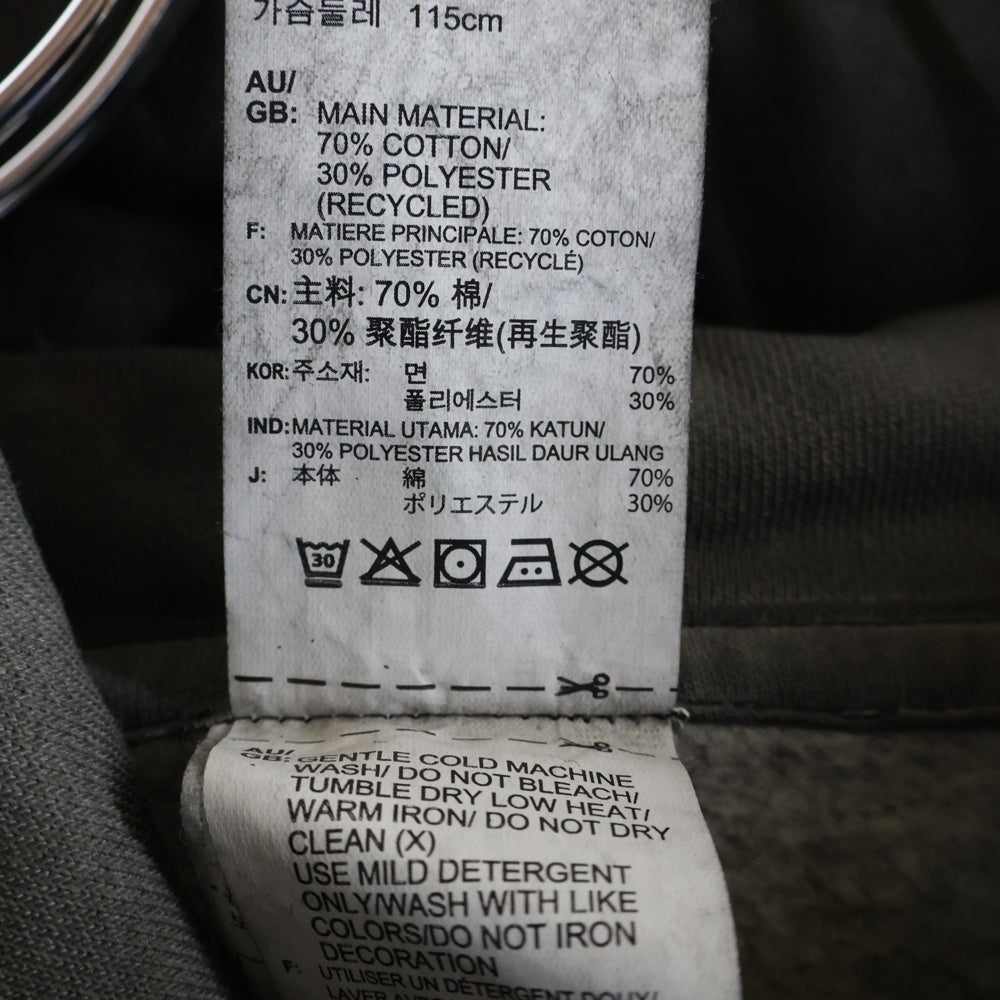 가슴둘레 115cm
AU/
GB: MAIN MATERIAL:
70% COTTON/
30% POLYESTER
(RECYCLED)
F: MATIERE PRINCIPALE: 70% COTON/
30% POLYESTER (RECYCLÉ)
CN: 主料: 70% 棉/
30% 聚酯纤维(再生聚酯)
KOR: 주소재: 면 70%
폴리에스터 30%
IND: MATERIAL UTAMA: 70% KATUN/
30% POLYESTER HASIL DAUR ULANG
J: 本体 綿 70%
ポリエステル 30%
30
AU/
GB: GENTLE COLD MACHINE
WASH/ DO NOT BLEACH/
TUMBLE DRY LOW HEAT/
WARM IRON/ DO NOT DRY
CLEAN (X)
USE MILD DETERGENT
ONLY/WASH WITH LIKE
COLORS/DO NOT IRON
DECORATION
F: UTILISER UN DÉTERGENT DOUX/
LAVER